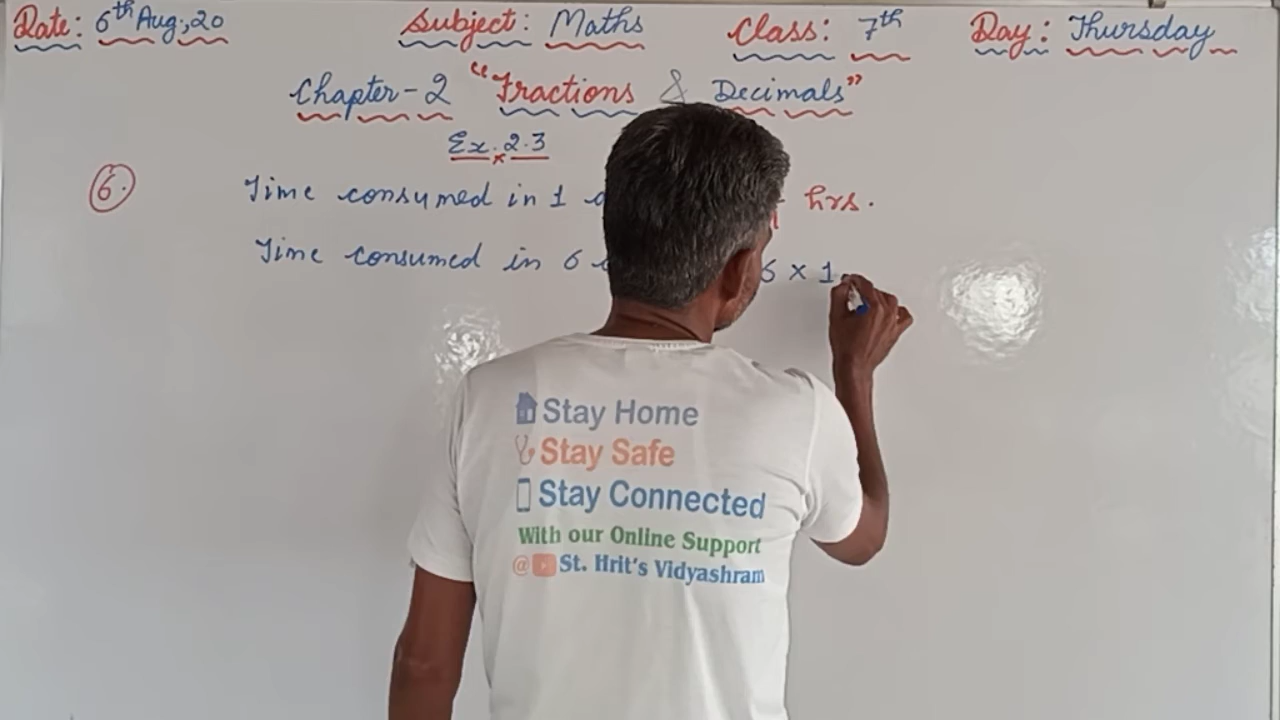 Date: 6th Aug, 20 Subject: Maths Class: 7th Day: Thursday
Chapter-2 "Fractions & Decimals"
Ex. 2.3
6. Time consumed in 1 hrs.
Time consumed in 6 6 × 1
Stay Home
Stay Safe
Stay Connected
With our Online Support
@ St. Hrit's Vidyashram